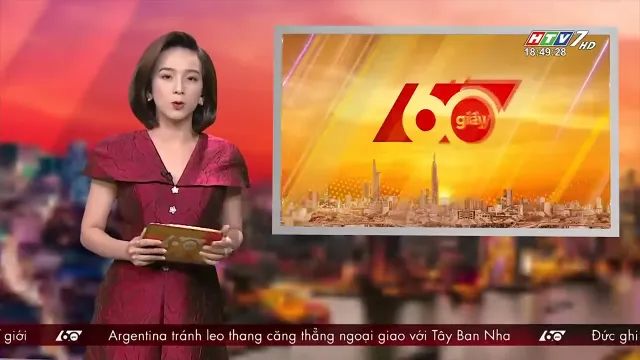 HTV7 HD
18:49:28
60 giây
60
giới 60 Argentina tránh leo thang căng thẳng ngoại giao với Tây Ban Nha 60 Đức ghi